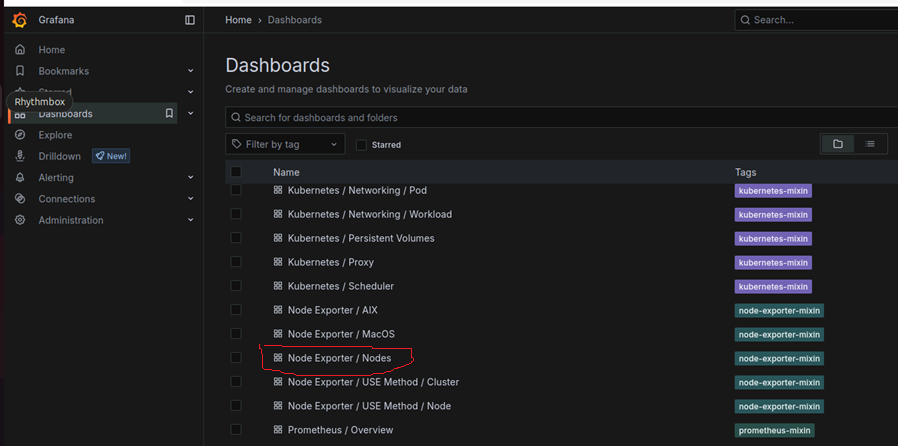 Grafana
Home › Dashboards
Search...
Home
Bookmarks
Starred
Rhythmbox
Dashboards
Explore
Drilldown New!
Alerting
Connections
Administration
Dashboards
Create and manage dashboards to visualize your data
Search for dashboards and folders
Filter by tag Starred
Name Tags
Kubernetes / Networking / Pod kubernetes-mixin
Kubernetes / Networking / Workload kubernetes-mixin
Kubernetes / Persistent Volumes kubernetes-mixin
Kubernetes / Proxy kubernetes-mixin
Kubernetes / Scheduler kubernetes-mixin
Node Exporter / AIX node-exporter-mixin
Node Exporter / MacOS node-exporter-mixin
Node Exporter / Nodes node-exporter-mixin
Node Exporter / USE Method / Cluster node-exporter-mixin
Node Exporter / USE Method / Node node-exporter-mixin
Prometheus / Overview prometheus-mixin